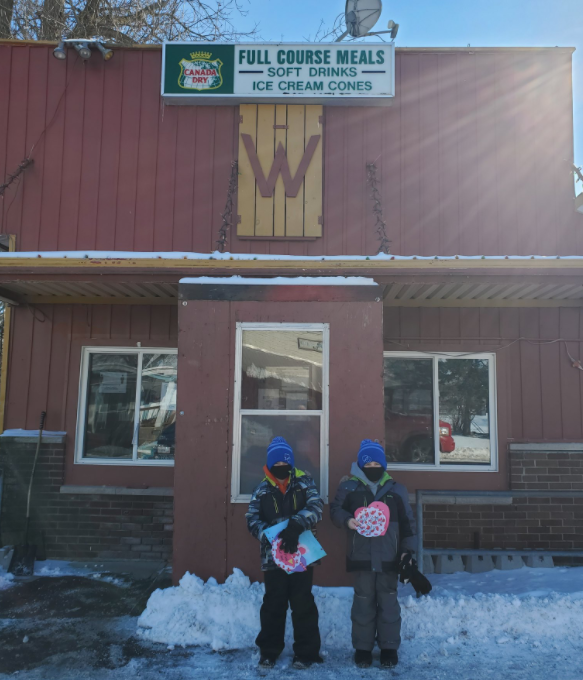 CANADA
DRY
FULL COURSE MEALS
SOFT DRINKS
ICE CREAM CONES
W